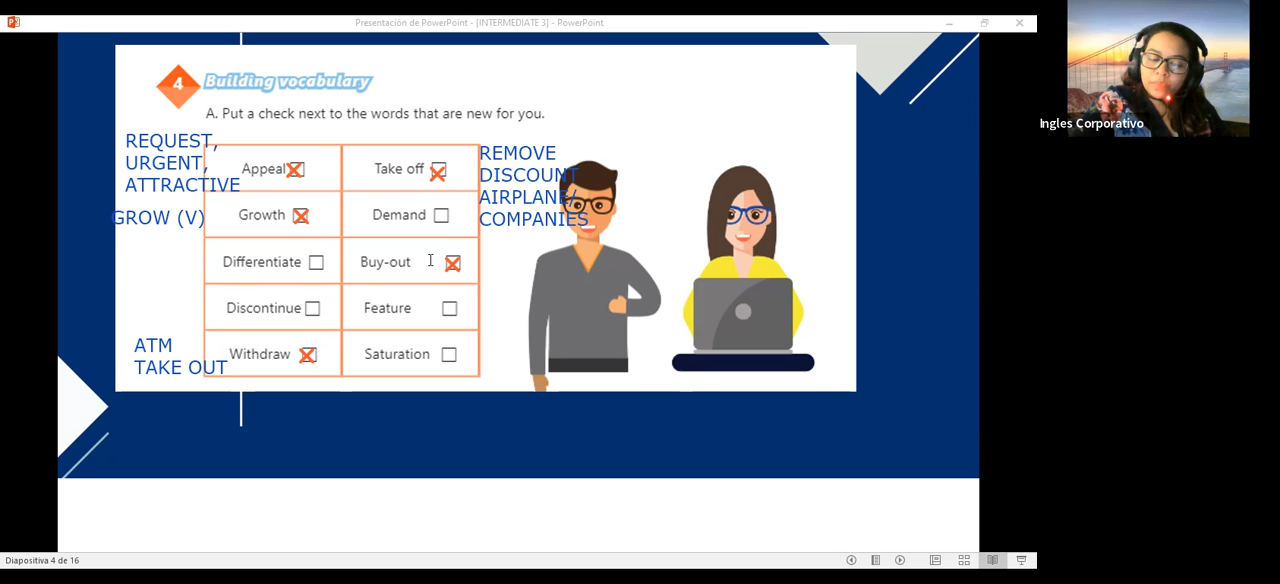 Presentación de PowerPoint - [INTERMEDIATE 3] - PowerPoint
4 Building vocabulary
A. Put a check next to the words that are new for you.
REQUEST,
URGENT,
ATTRACTIVE
GROW (V)
ATM
TAKE OUT
Appeal Take off
Growth Demand
Differentiate Buy-out
Discontinue Feature
Withdraw Saturation
REMOVE
DISCOUNT
AIRPLANE/
COMPANIES
Ingles Corporativo
Diapositiva 4 de 16